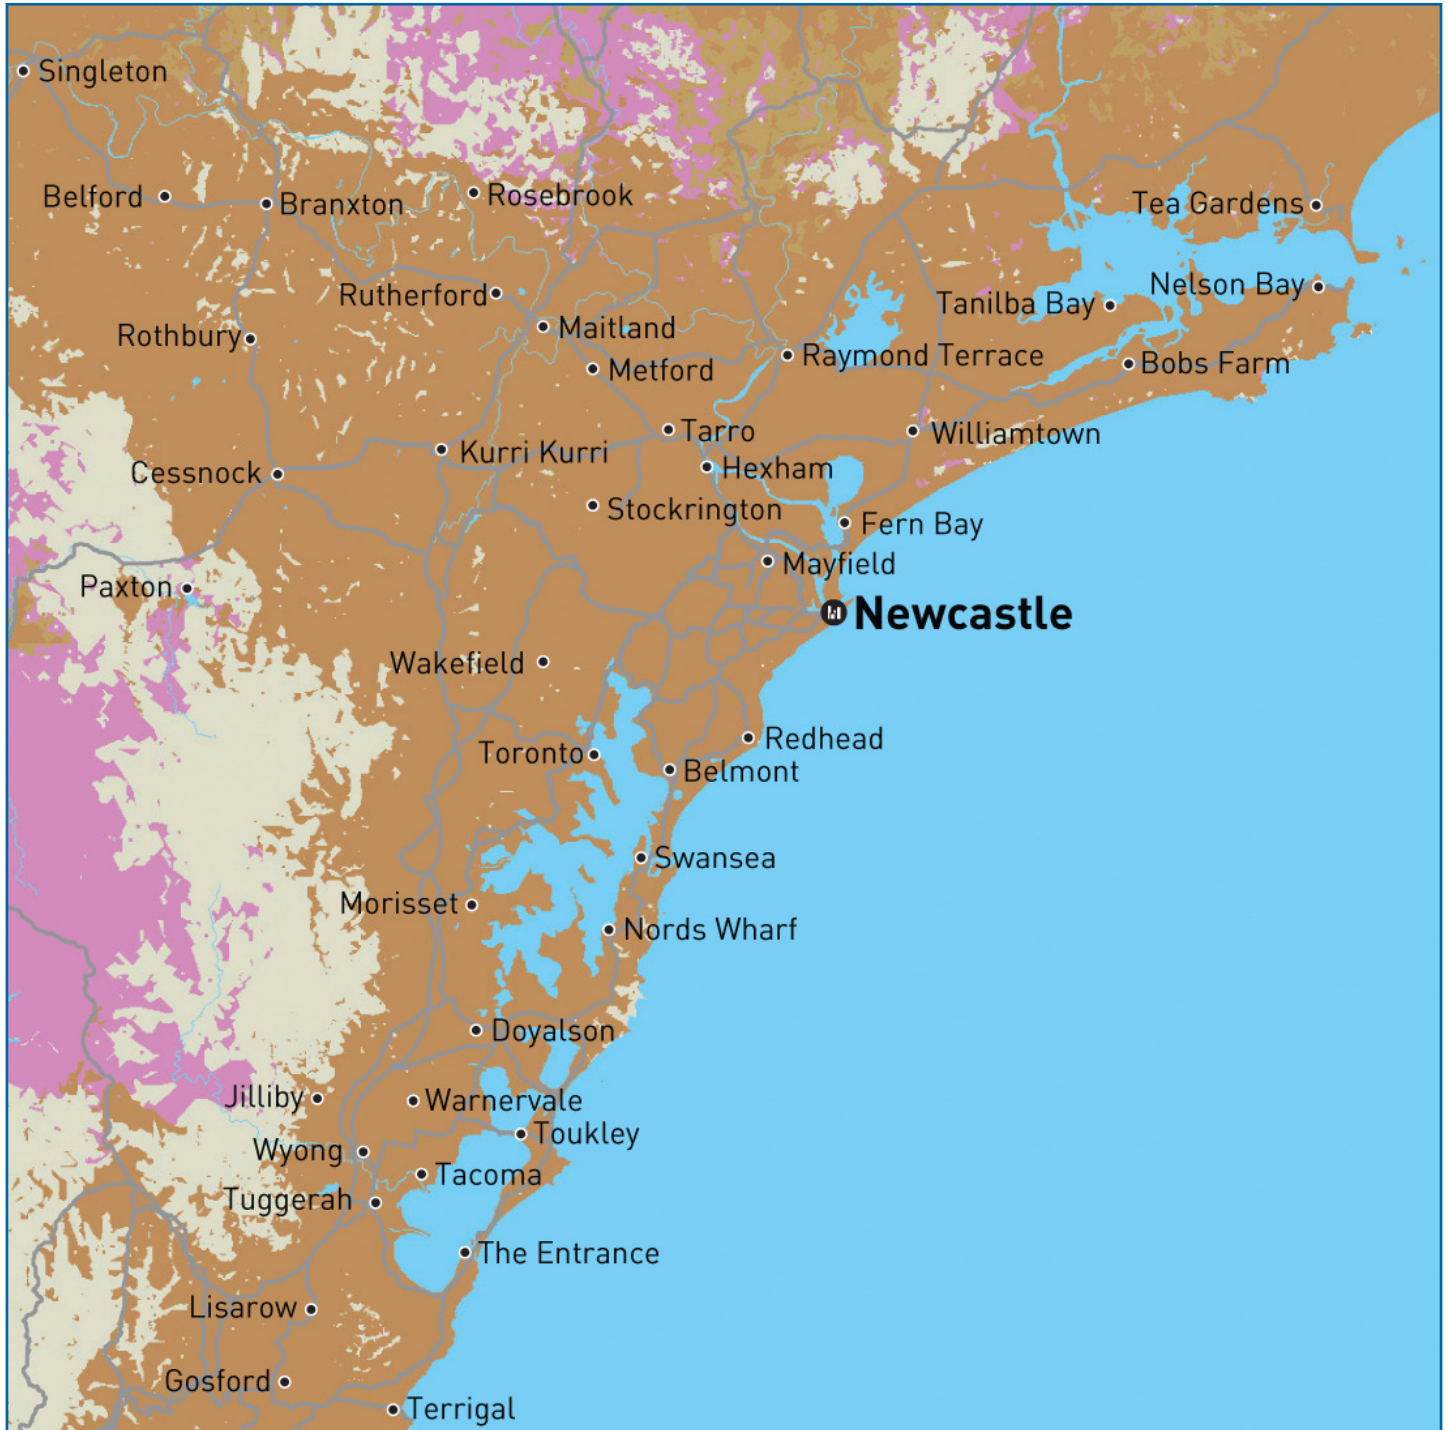 Singleton
Belford
Branxton
Rosebrook
Tea Gardens
Rutherford
Nelson Bay
Tanilba Bay
Rothbury
Maitland
Metford
Raymond Terrace
Bobs Farm
Tarro
Williamtown
Kurri Kurri
Cessnock
Hexham
Stockrington
Fern Bay
Mayfield
Paxton
Newcastle
Wakefield
Redhead
Toronto
Belmont
Swansea
Morisset
Nords Wharf
Doyalson
Jilliby
Warnervale
Toukley
Wyong
Tacoma
Tuggerah
The Entrance
Lisarow
Gosford
Terrigal